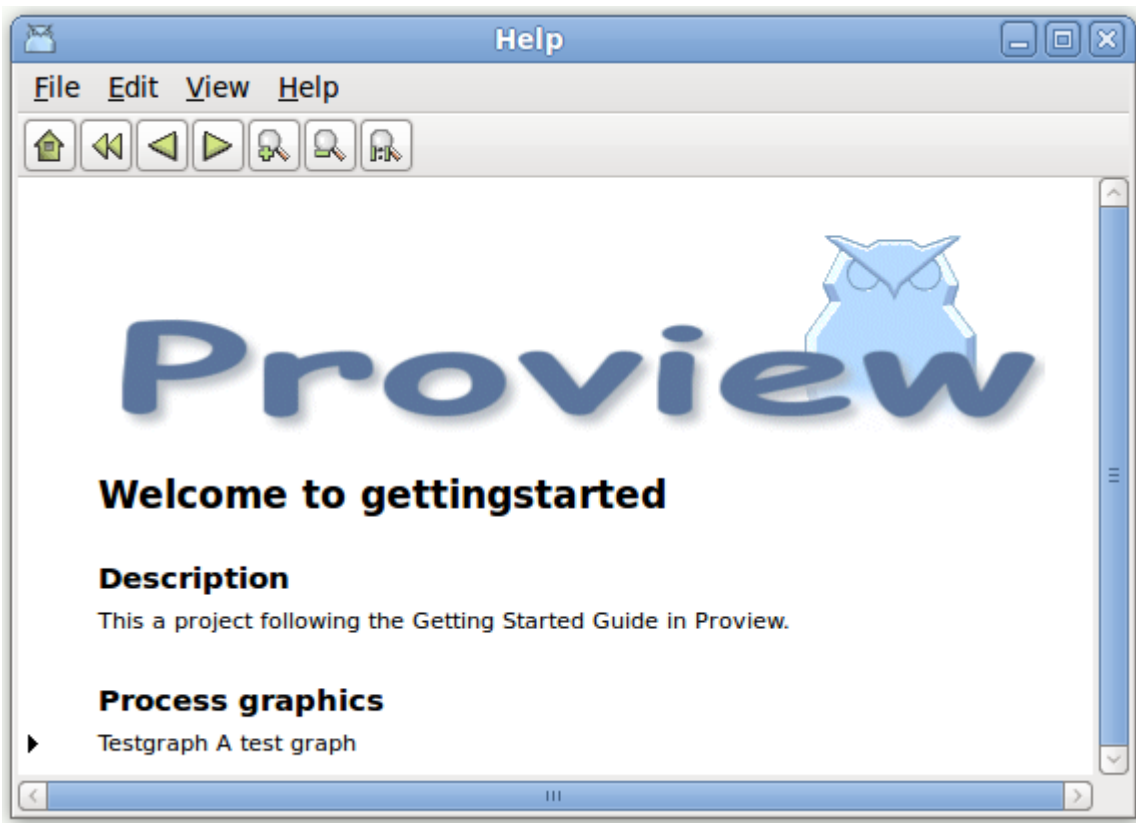 Help
File Edit View Help
Proview
Welcome to gettingstarted
Description
This a project following the Getting Started Guide in Proview.
Process graphics
Testgraph A test graph